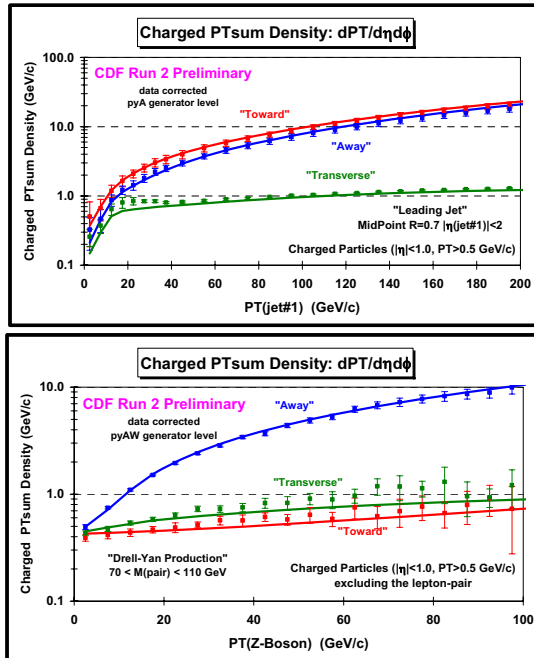 Charged PTsum Density: dPT/dηdϕ
100.0
CDF Run 2 Preliminary
data corrected
pyA generator level
"Toward"
10.0
"Away"
"Transverse"
1.0
"Leading Jet"
MidPoint R=0.7 |η(jet#1)|<2
Charged Particles (|η|<1.0, PT>0.5 GeV/c)
0.1
0 20 40 60 80 100 120 140 160 180 200
PT(jet#1) (GeV/c)
Charged PTsum Density (GeV/c)
Charged PTsum Density: dPT/dηdϕ
10.0
CDF Run 2 Preliminary
data corrected
pyAW generator level
"Away"
"Transverse"
1.0
"Toward"
"Drell-Yan Production"
70 < M(pair) < 110 GeV
Charged Particles (|η|<1.0, PT>0.5 GeV/c)
excluding the lepton-pair
0.1
0 20 40 60 80 100
PT(Z-Boson) (GeV/c)
Charged PTsum Density (GeV/c)